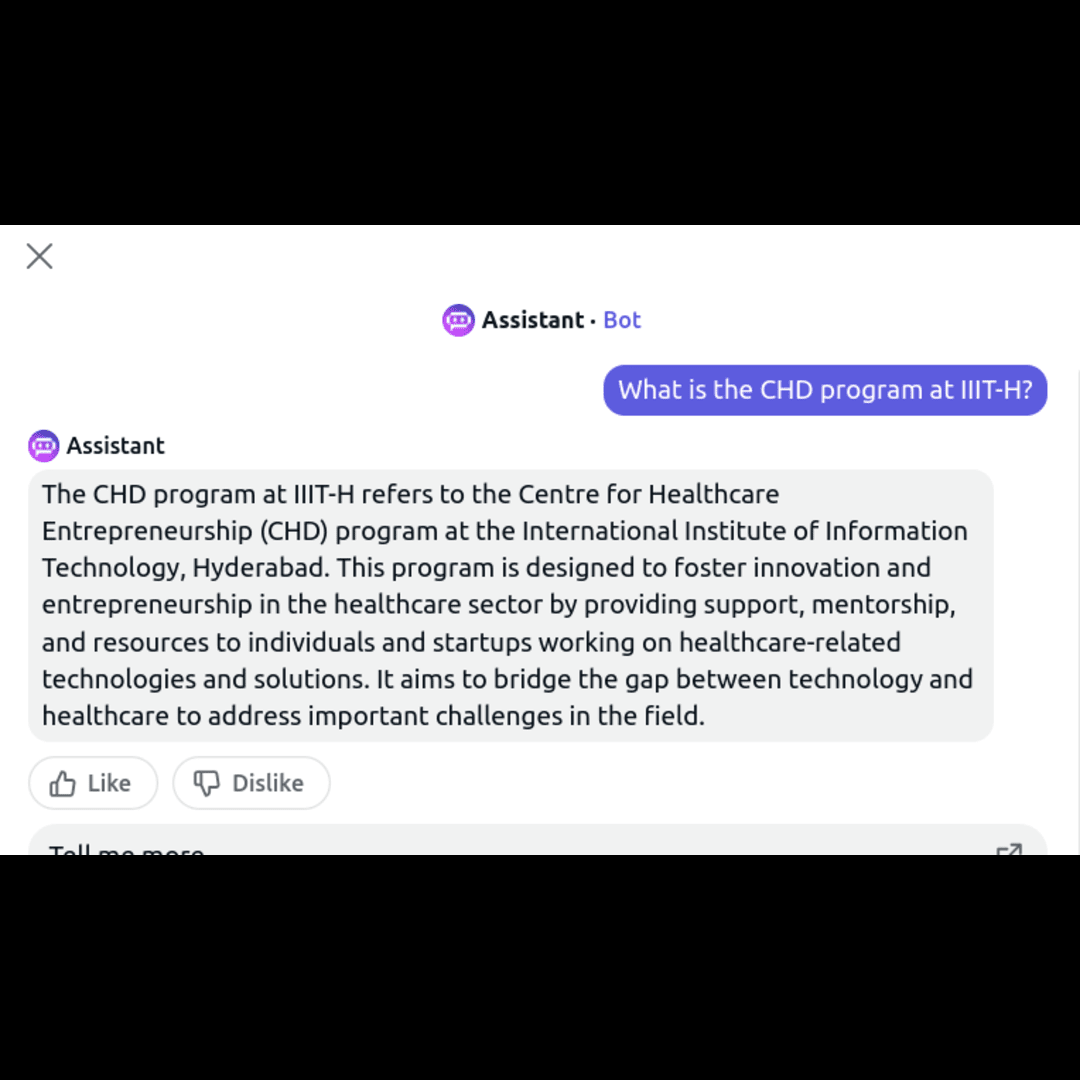 Assistant · Bot
What is the CHD program at IIIT-H?
Assistant
The CHD program at IIIT-H refers to the Centre for Healthcare
Entrepreneurship (CHD) program at the International Institute of Information
Technology, Hyderabad. This program is designed to foster innovation and
entrepreneurship in the healthcare sector by providing support, mentorship,
and resources to individuals and startups working on healthcare-related
technologies and solutions. It aims to bridge the gap between technology and
healthcare to address important challenges in the field.
Like Dislike
Tell me more